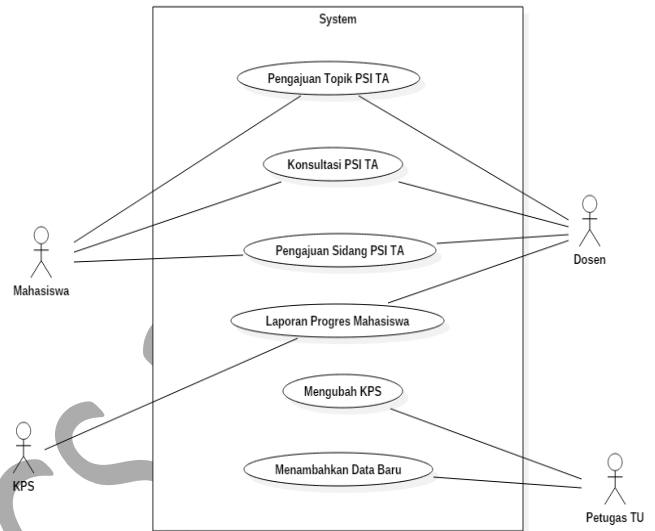 System
Pengajuan Topik PSI TA
Konsultasi PSI TA
Pengajuan Sidang PSI TA
Dosen
Mahasiswa
Laporan Progres Mahasiswa
Mengubah KPS
Menambahkan Data Baru
KPS
Petugas TU